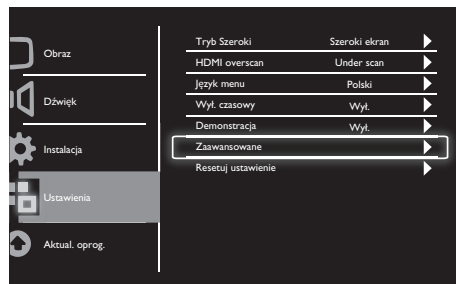 Obraz
Dźwięk
Instalacja
Ustawienia
Aktual. oprog.
Tryb Szeroki Szeroki ekran
HDMI overscan Under scan
Język menu Polski
Wył. czasowy Wył.
Demonstracja Wył.
Zaawansowane
Resetuj ustawienie